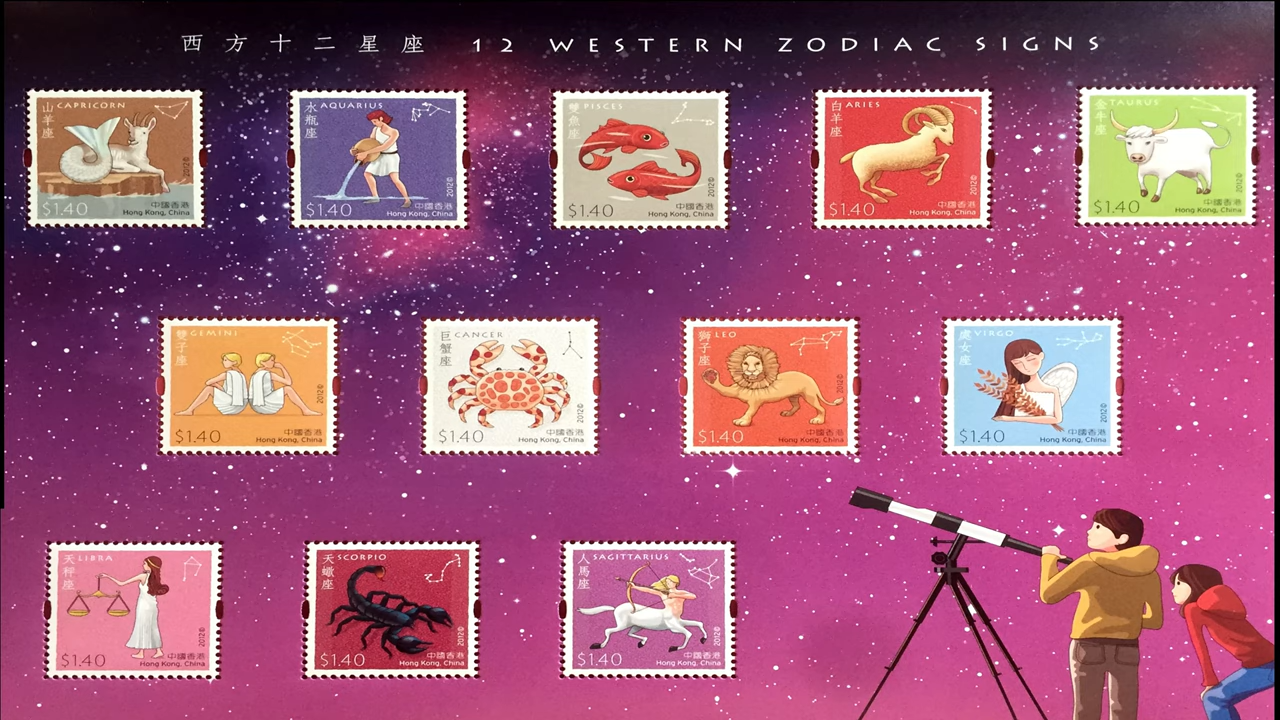 西方十二星座 12 WESTERN ZODIAC SIGNS
山羊座 CAPRICORN
2012©
$1.40 中國香港
Hong Kong, China
水瓶座 AQUARIUS
2012©
$1.40 中國香港
Hong Kong, China
雙魚座 PISCES
2012©
$1.40 中國香港
Hong Kong, China
白羊座 ARIES
2012©
$1.40 中國香港
Hong Kong, China
金牛座 TAURUS
2012©
$1.40 中國香港
Hong Kong, China
雙子座 GEMINI
2012©
$1.40 中國香港
Hong Kong, China
巨蟹座 CANCER
2012©
$1.40 中國香港
Hong Kong, China
獅子座 LEO
2012©
$1.40 中國香港
Hong Kong, China
處女座 VIRGO
2012©
$1.40 中國香港
Hong Kong, China
天秤座 LIBRA
2012©
$1.40 中國香港
Hong Kong, China
天蠍座 SCORPIO
2012©
$1.40 中國香港
Hong Kong, China
人馬座 SAGITTARIUS
2012©
$1.40 中國香港
Hong Kong, China